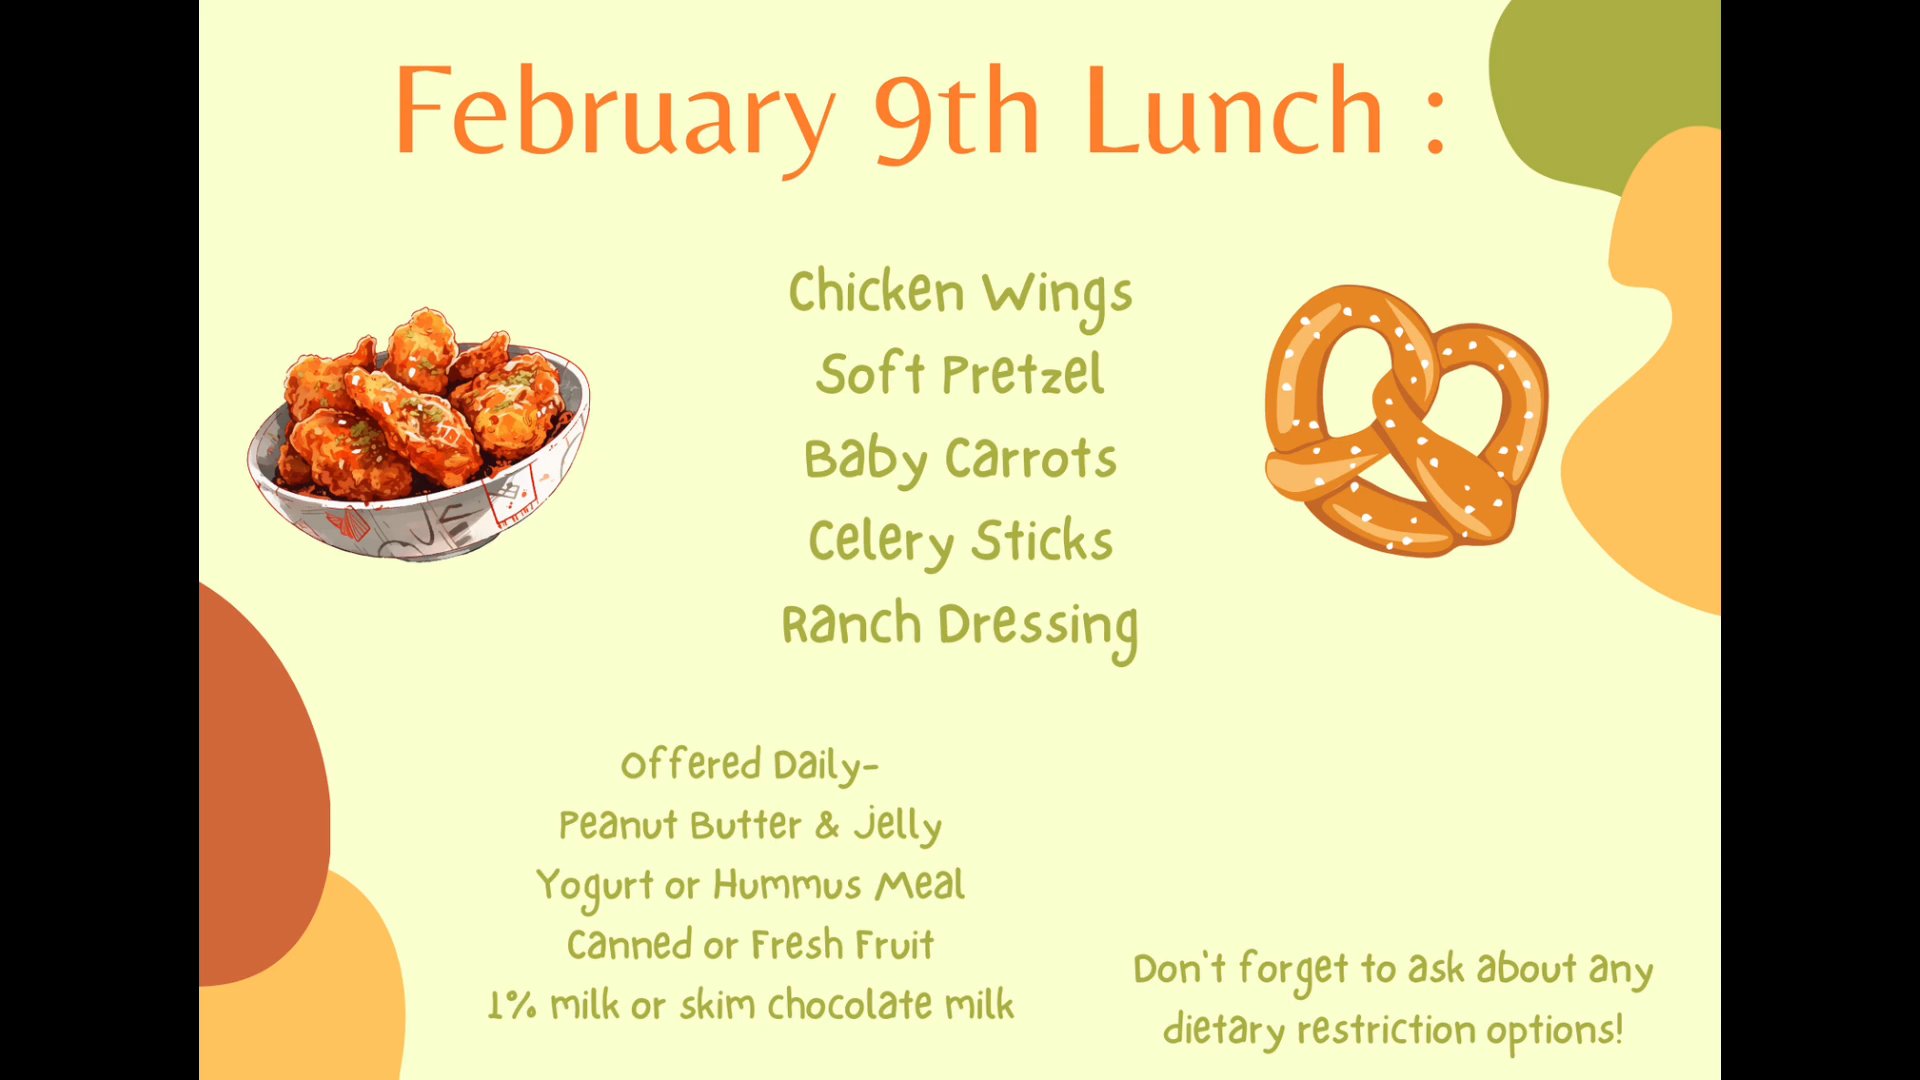 February 9th Lunch :
Chicken Wings
Soft Pretzel
Baby Carrots
Celery Sticks
Ranch Dressing
Offered Daily-
Peanut Butter & Jelly
Yogurt or Hummus Meal
Canned or Fresh Fruit
1% milk or skim chocolate milk
Don't forget to ask about any
dietary restriction options!